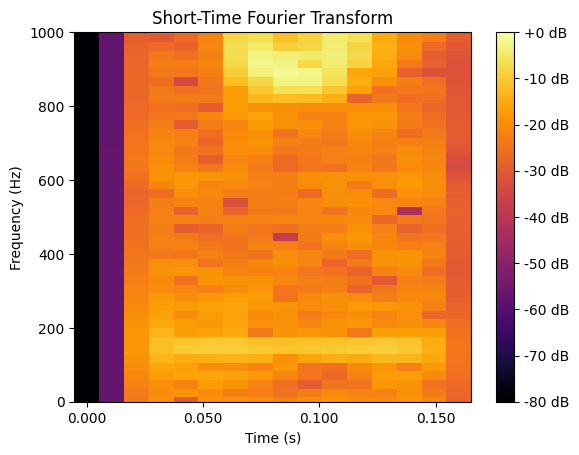 Short-Time Fourier Transform
1000
800
600
400
200
0
Frequency (Hz)
0.000
0.050
0.100
0.150
Time (s)
+0 dB
-10 dB
-20 dB
-30 dB
-40 dB
-50 dB
-60 dB
-70 dB
-80 dB